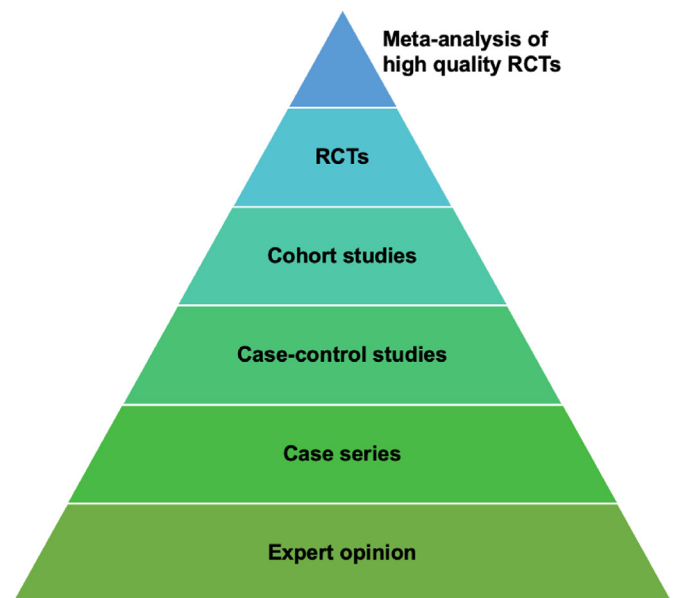 Meta-analysis of
high quality RCTs
RCTs
Cohort studies
Case-control studies
Case series
Expert opinion